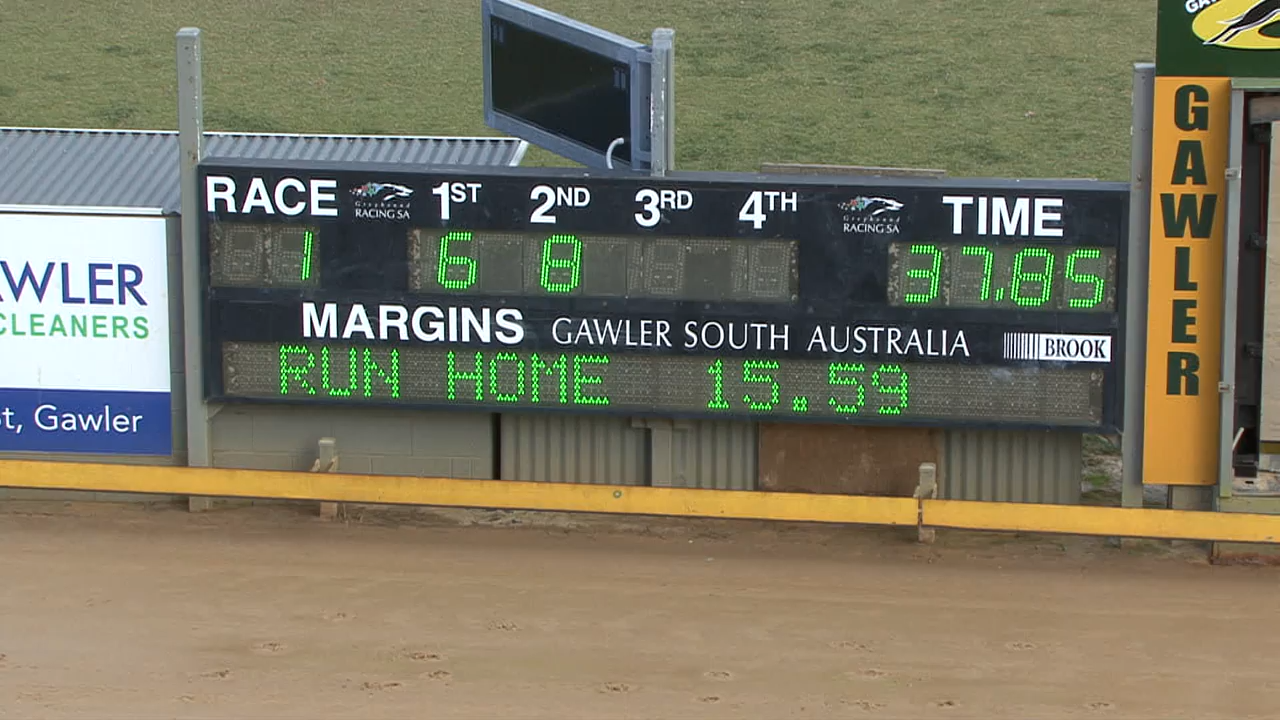 GA
GAWLER
RACE Greyhound RACING SA 1ST 2ND 3RD 4TH Greyhound RACING SA TIME
1 6 8 37.85
MARGINS GAWLER SOUTH AUSTRALIA BROOK
RUN HOME 15.59
AWLER
CLEANERS
t, Gawler